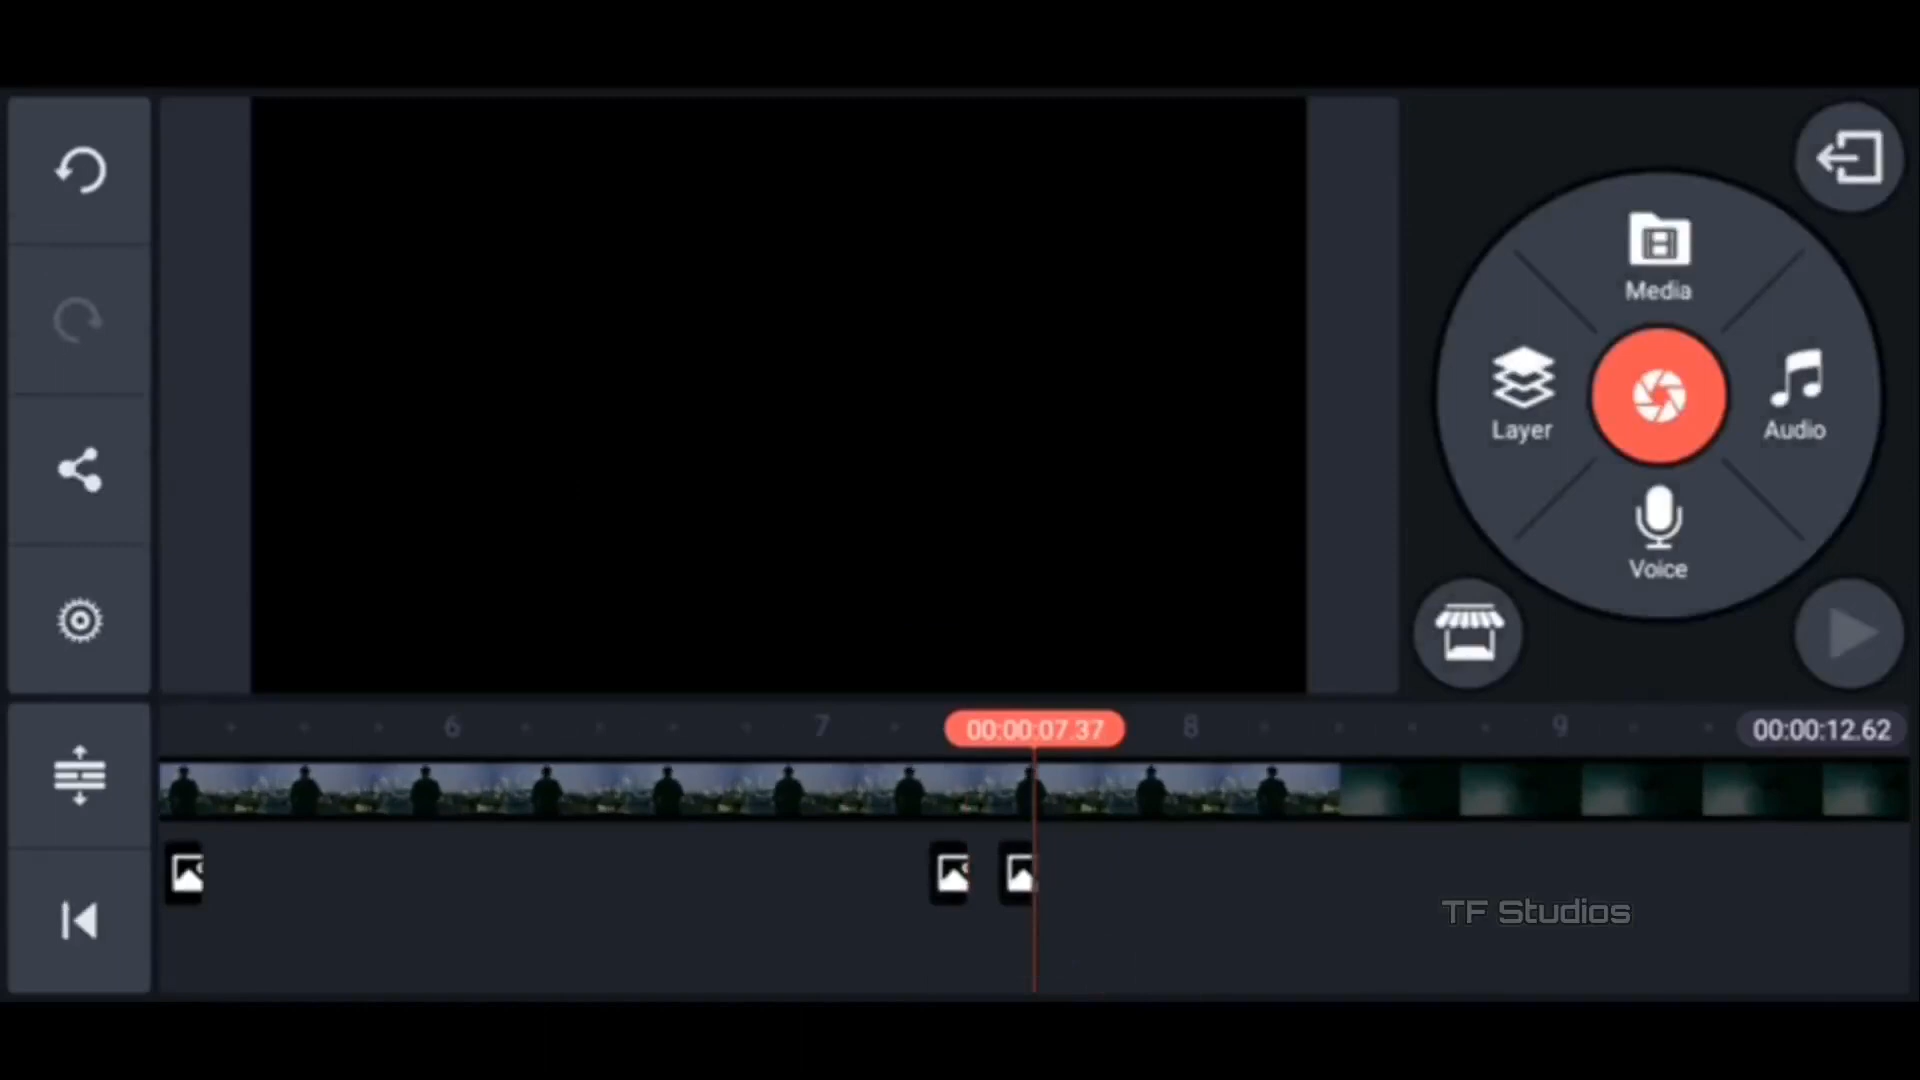 Media
Layer
Audio
Voice
6
7
00:00:07.37
8
9
00:00:12.62
TF Studios